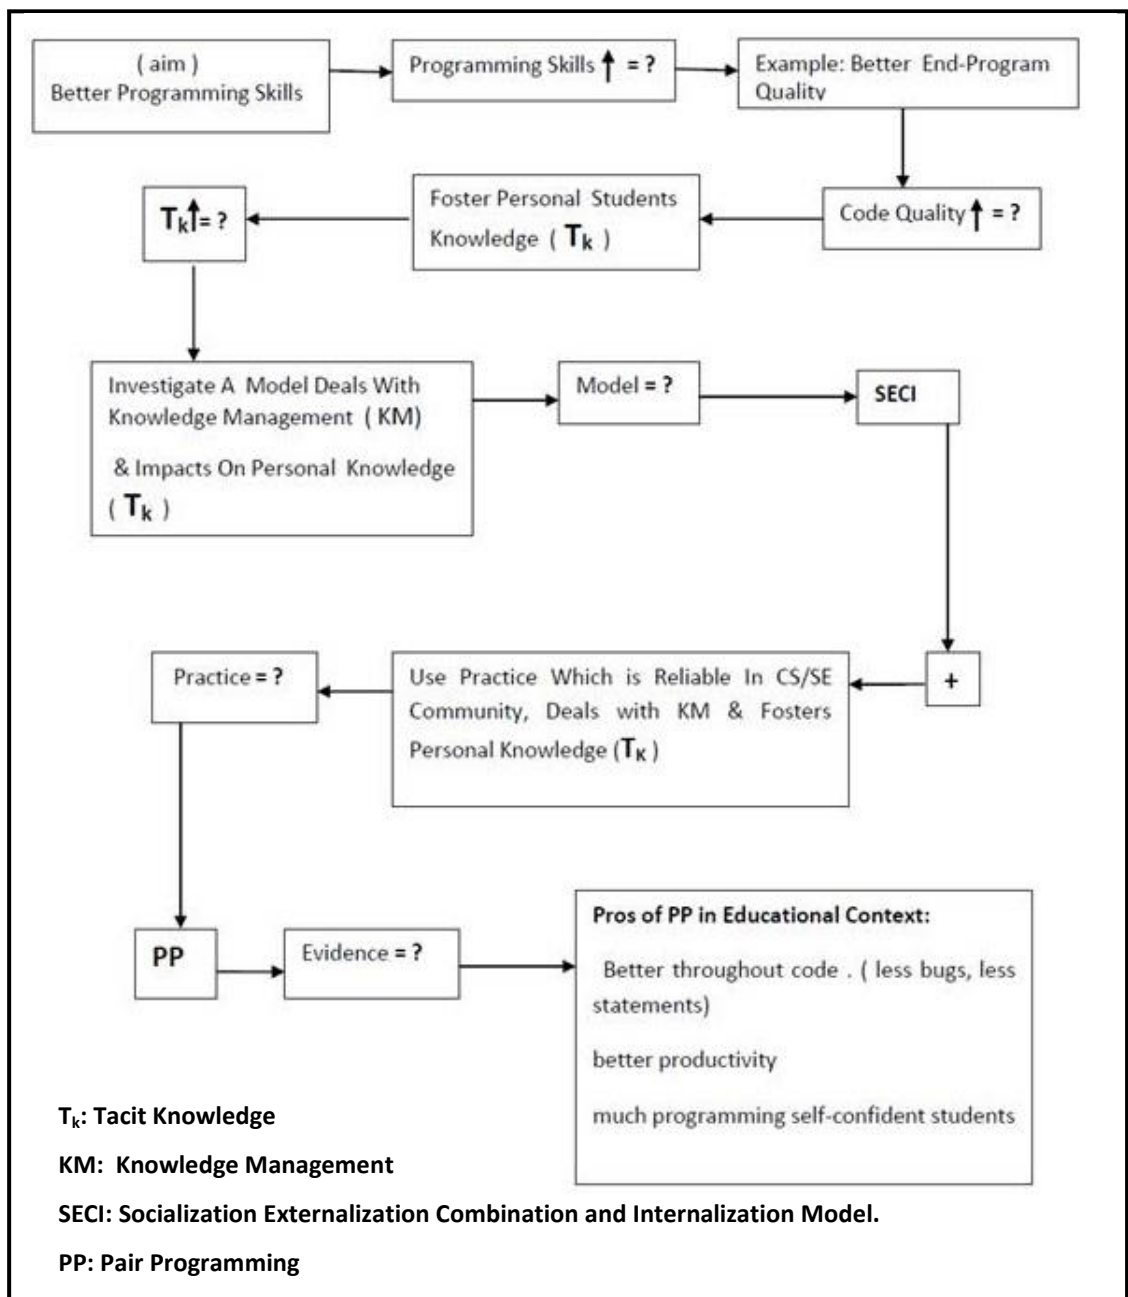 ( aim )
Better Programming Skills
Programming Skills ↑ = ?
Example: Better End-Program
Quality
Code Quality ↑ = ?
Foster Personal Students
Knowledge ( Tk )
Tk↑= ?
Investigate A Model Deals With
Knowledge Management ( KM)
& Impacts On Personal Knowledge
( Tk )
Model = ?
SECI
+
Use Practice Which is Reliable In CS/SE
Community, Deals with KM & Fosters
Personal Knowledge (TK )
Practice = ?
PP
Evidence = ?
Pros of PP in Educational Context:
Better throughout code . ( less bugs, less
statements)
better productivity
much programming self-confident students
Tk: Tacit Knowledge
KM: Knowledge Management
SECI: Socialization Externalization Combination and Internalization Model.
PP: Pair Programming